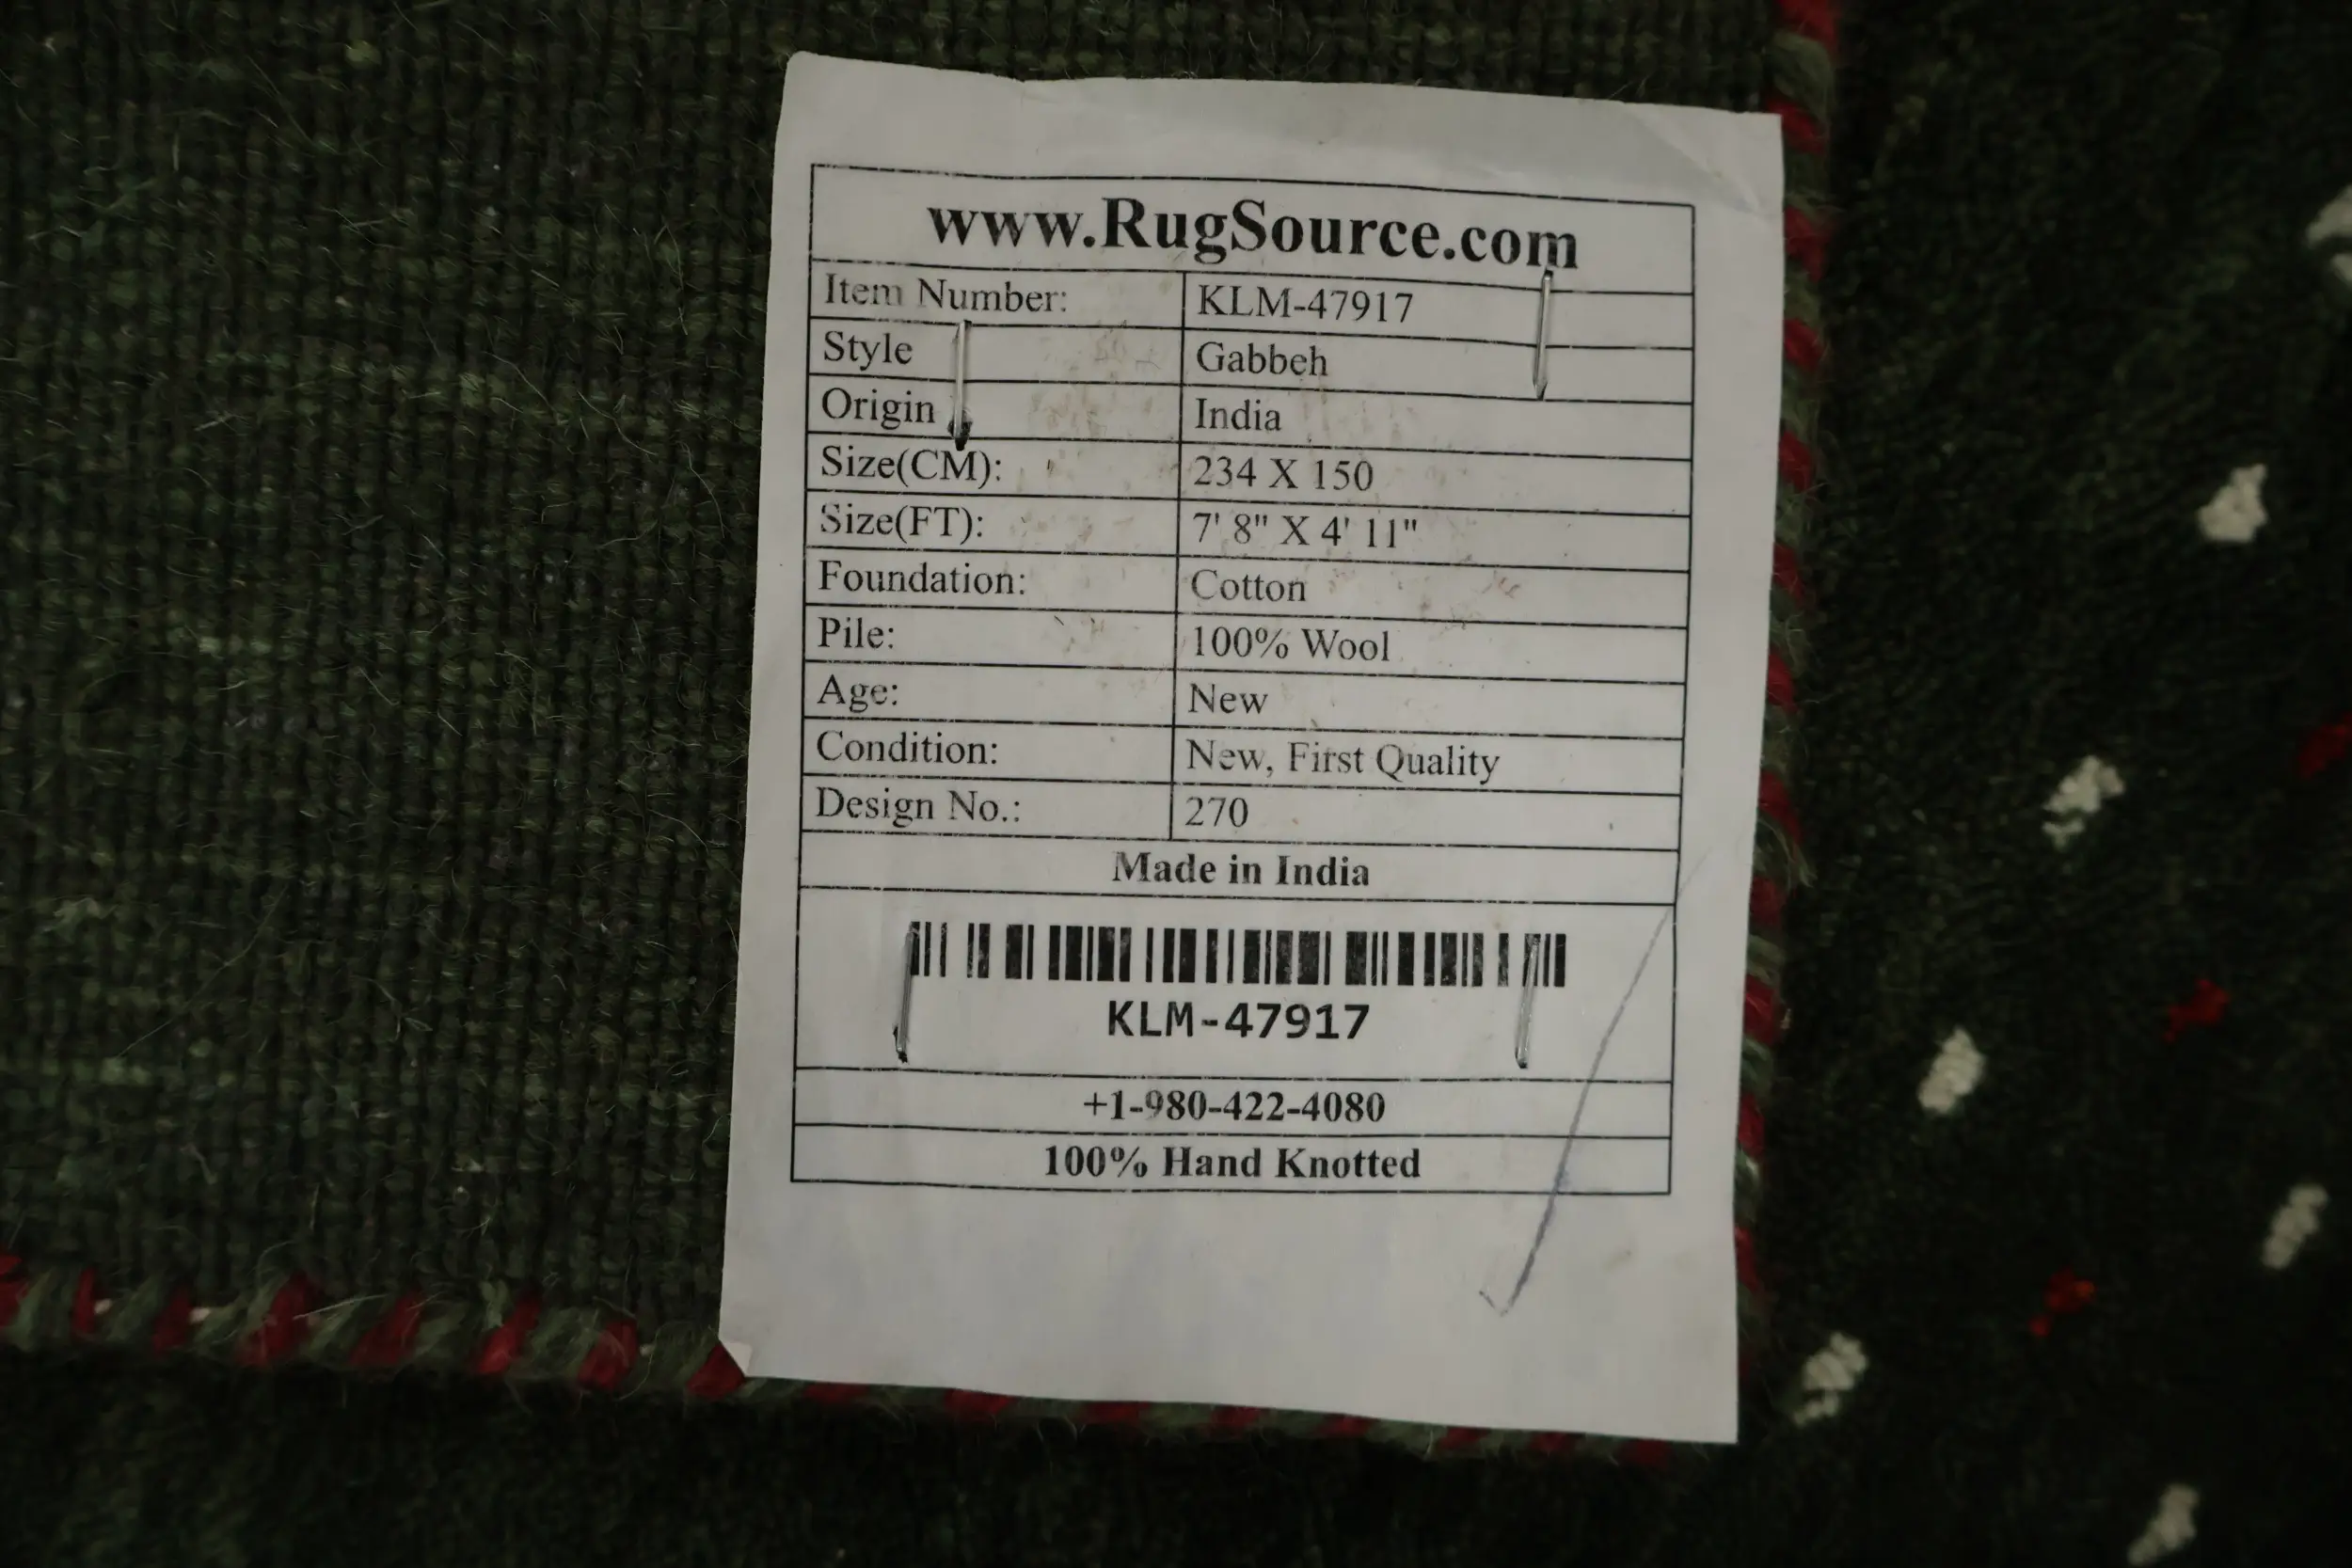 www.RugSource.com
Item Number: KLM-47917
Style Gabbeh
Origin India
Size(CM): 234 X 150
Size(FT): 7' 8" X 4' 11"
Foundation: Cotton
Pile: 100% Wool
Age: New
Condition: New, First Quality
Design No.: 270
Made in India
KLM-47917
+1-980-422-4080
100% Hand Knotted